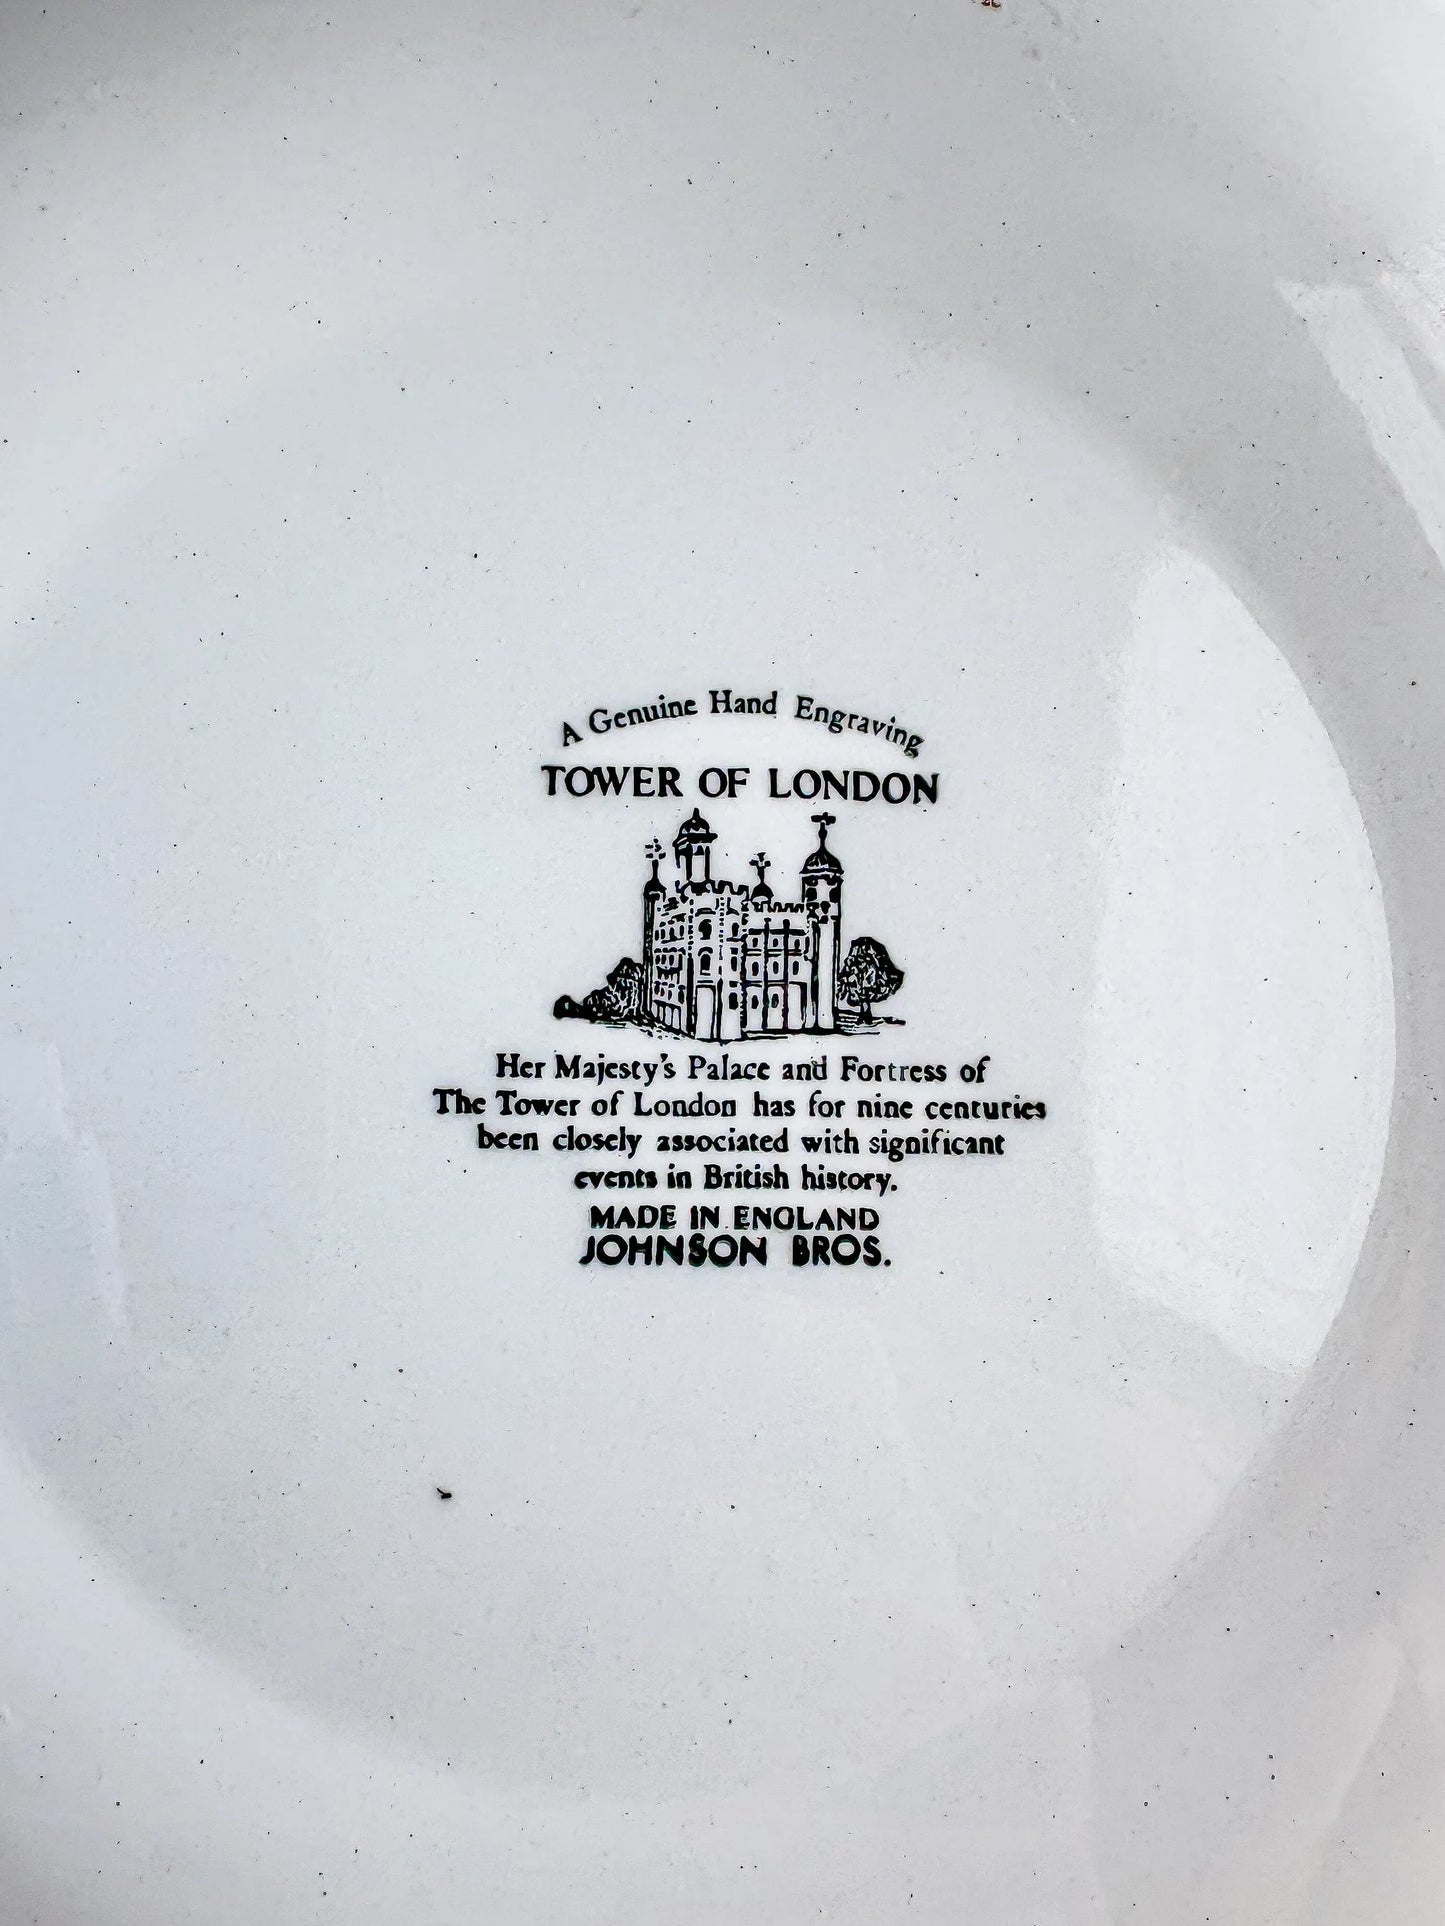 A Genuine Hand Engraving
TOWER OF LONDON
Her Majesty's Palace and Fortress of
The Tower of London has for nine centuries
been closely associated with significant
events in British history.
MADE IN ENGLAND
JOHNSON BROS.